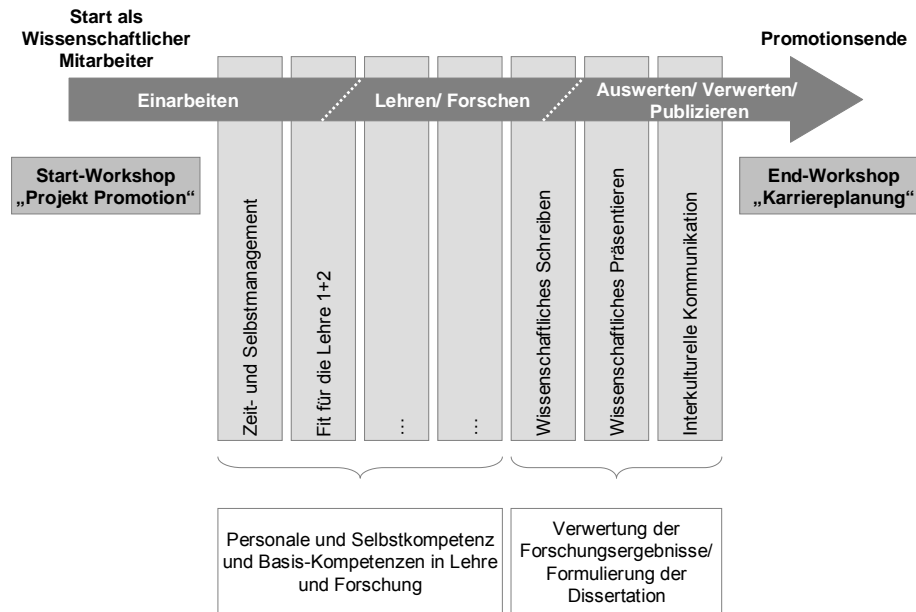 Start als
Wissenschaftlicher
Mitarbeiter
Promotionsende
Einarbeiten
Lehren/ Forschen
Auswerten/ Verwerten/
Publizieren
Start-Workshop
„Projekt Promotion“
End-Workshop
„Karriereplanung“
Zeit- und Selbstmanagement
Fit für die Lehre 1+2
...
...
Wissenschaftliches Schreiben
Wissenschaftliches Präsentieren
Interkulturelle Kommunikation
Personale und Selbstkompetenz
und Basis-Kompetenzen in Lehre
und Forschung
Verwertung der
Forschungsergebnisse/
Formulierung der
Dissertation